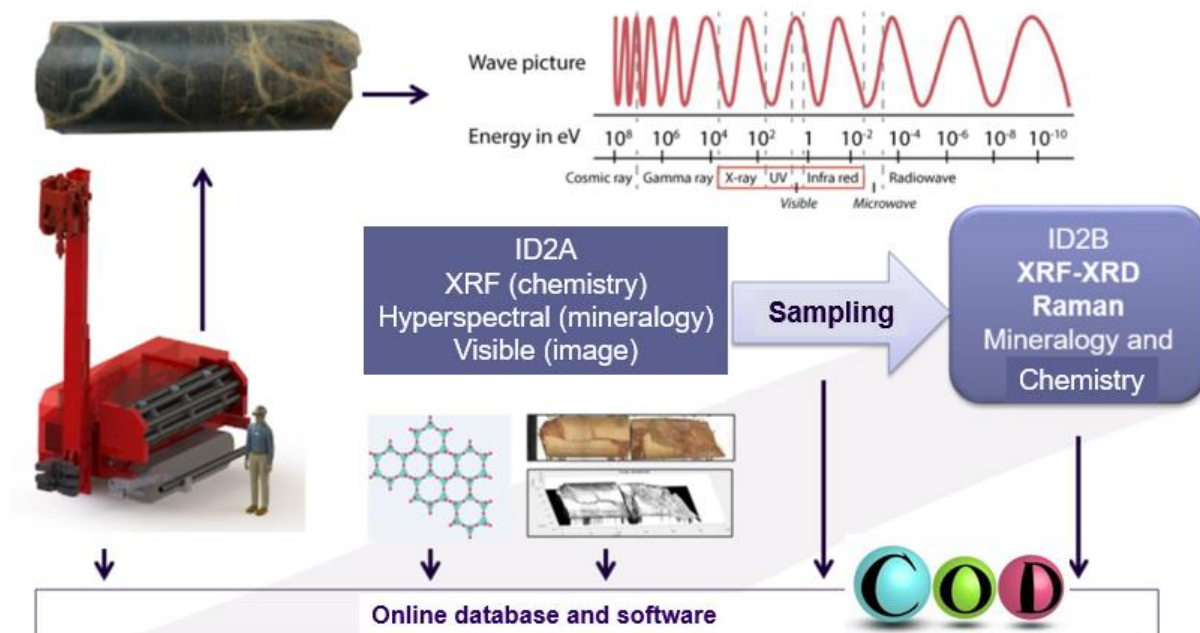 Wave picture
Energy in eV 10⁸ 10⁶ 10⁴ 10² 1 10⁻² 10⁻⁴ 10⁻⁶ 10⁻⁸ 10⁻¹⁰
Cosmic ray Gamma ray X-ray UV Infra red Radiowave
Visible Microwave
ID2A
XRF (chemistry)
Hyperspectral (mineralogy)
Visible (image)
Sampling
ID2B
XRF-XRD
Raman
Mineralogy and
Chemistry
COD
Online database and software